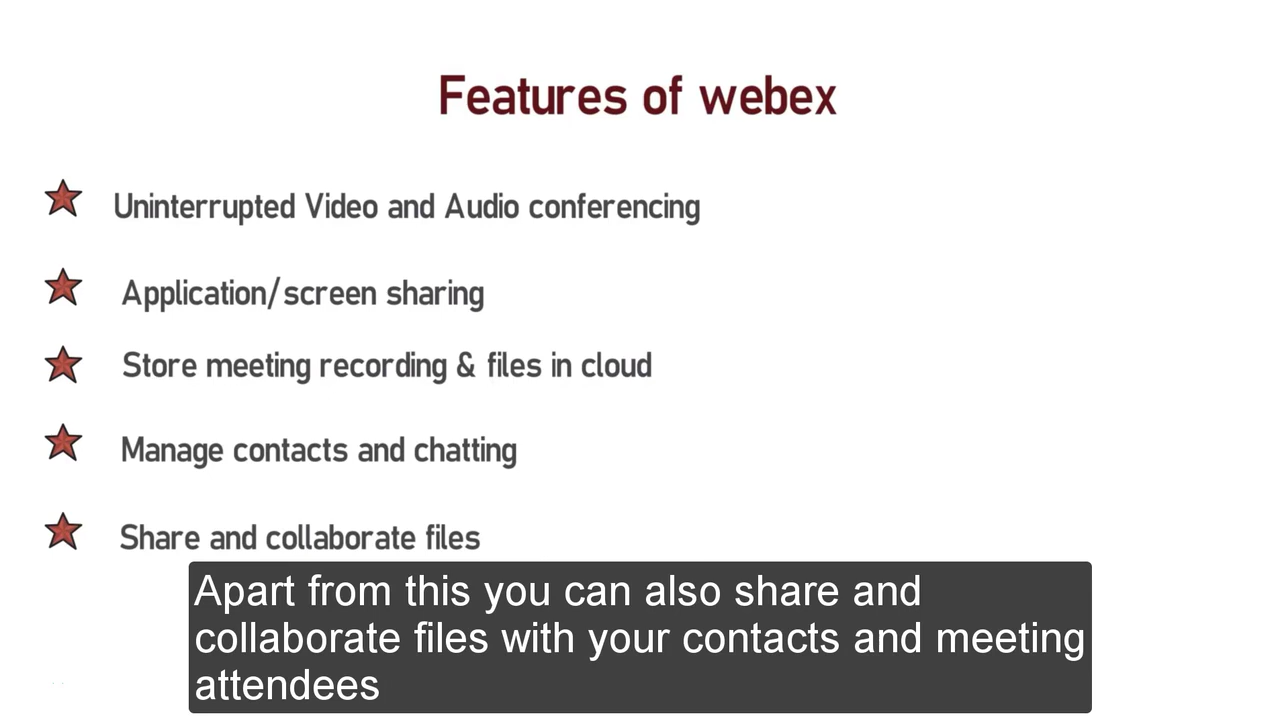 Features of webex
Uninterrupted Video and Audio conferencing
Application/screen sharing
Store meeting recording & files in cloud
Manage contacts and chatting
Share and collaborate files
Apart from this you can also share and
collaborate files with your contacts and meeting
attendees